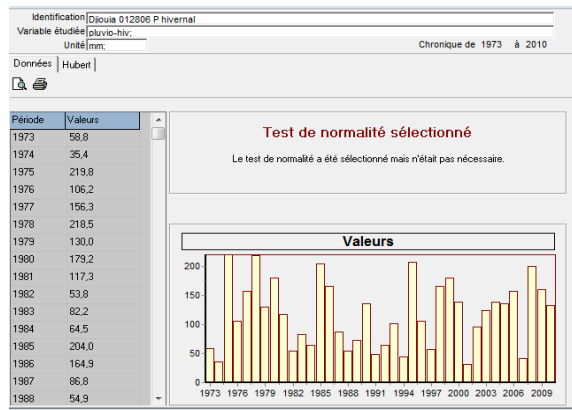 Identification Djiouia 012806 P hivernal
Variable étudiée pluvio-hiv;
Unité mm; Chronique de 1973 à 2010
Données Hubert
Période Valeurs
1973 58,8
1974 35,4
1975 219,8
1976 106,2
1977 156,3
1978 218,5
1979 130,0
1980 179,2
1981 117,3
1982 53,8
1983 82,2
1984 64,5
1985 204,0
1986 164,9
1987 86,8
1988 54,9
Test de normalité sélectionné
Le test de normalité a été sélectionné mais n'était pas nécessaire.
Valeurs
200
150
100
50
0
1973 1976 1979 1982 1985 1988 1991 1994 1997 2000 2003 2006 2009